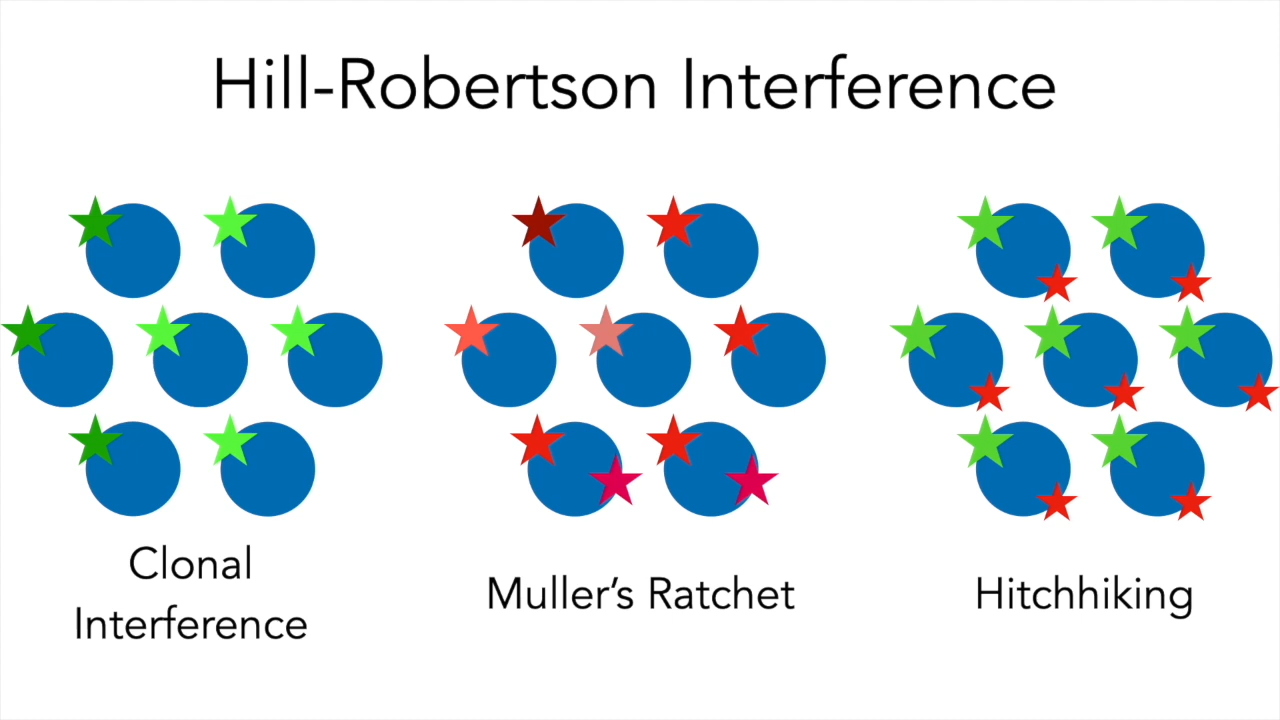 Hill-Robertson Interference
Clonal
Interference
Muller’s Ratchet
Hitchhiking